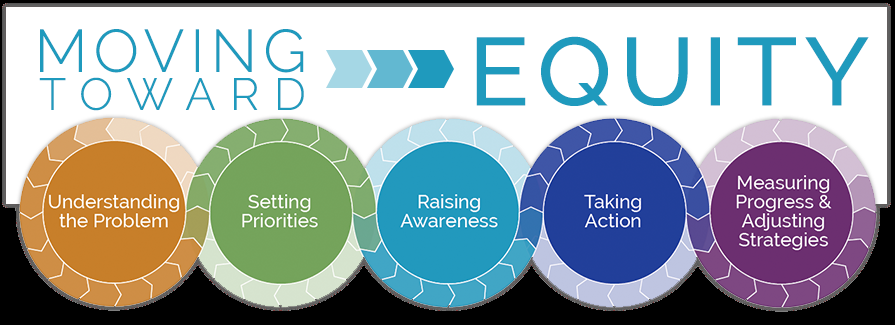 MOVING
TOWARD
EQUITY
Understanding
the Problem
Setting
Priorities
Raising
Awareness
Taking
Action
Measuring
Progress &
Adjusting
Strategies